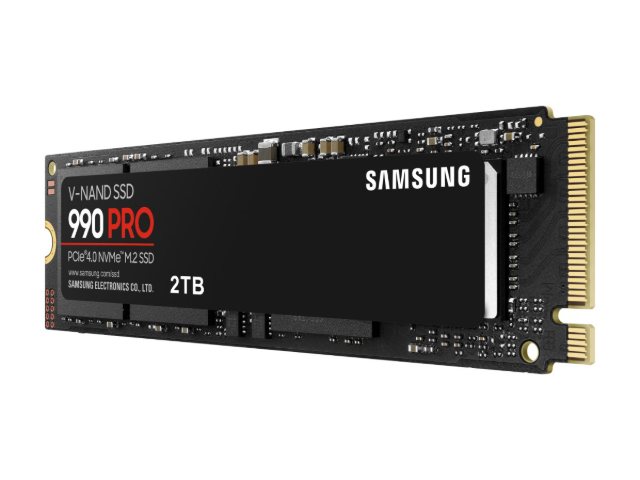 SAMSUNG
V-NAND SSD
990 PRO
PCIe®4.0 NVMe™ M.2 SSD
www.samsung.com/ssd
SAMSUNG ELECTRONICS CO., LTD.
2TB